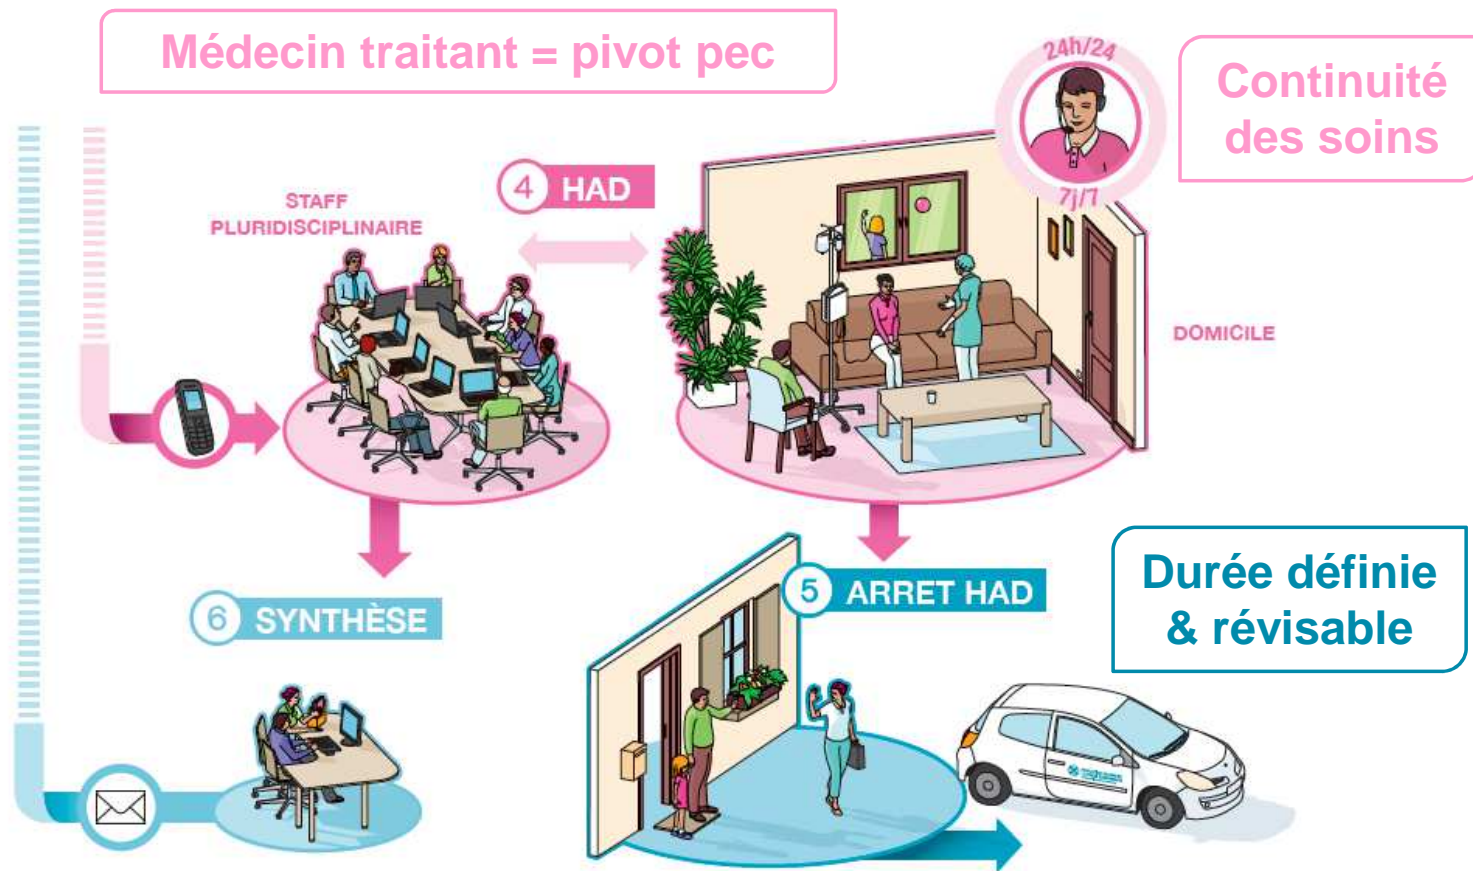 Médecin traitant = pivot pec
24h/24
7j/7
Continuité
des soins
4 HAD
STAFF
PLURIDISCIPLINAIRE
DOMICILE
5 ARRET HAD
Durée définie
& révisable
6 SYNTHÈSE